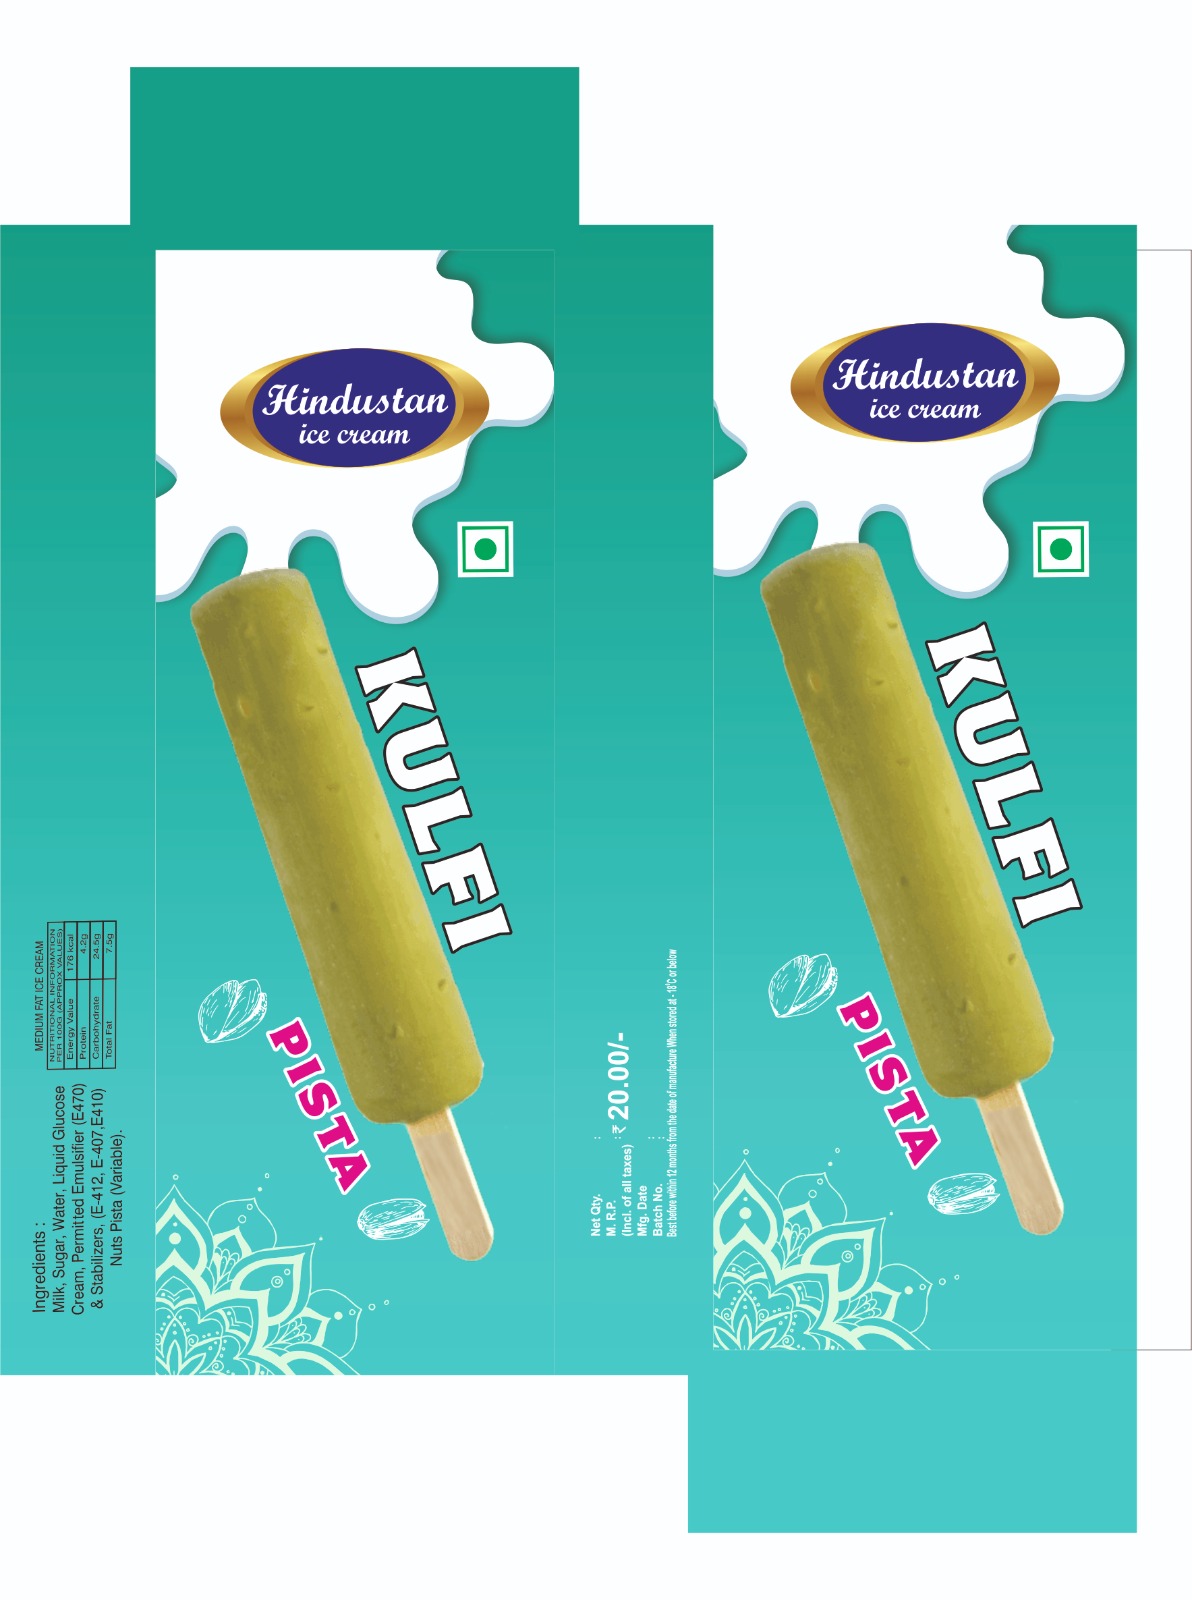 MEDIUM FAT ICE CREAM
NUTRITIONAL INFORMATION
PER 100G (APPROX VALUES)
Energy Value 176 kcal
Protein 4.2g
Carbohydrate 24.5g
Total Fat 7.5g
Ingredients :
Milk, Sugar, Water, Liquid Glucose
Cream, Permitted Emulsifier (E470)
& Stabilizers, (E-412, E-407,E410)
Nuts Pista (Variable).
Hindustan
ice cream
KULFI
PISTA
Net Qty. :
M. R.P. : ₹ 20.00/-
(Incl. of all taxes)
Mfg. Date :
Batch No. :
Best before within 12 months from the date of manufacture When stored at - 18°C or below
Hindustan
ice cream
KULFI
PISTA